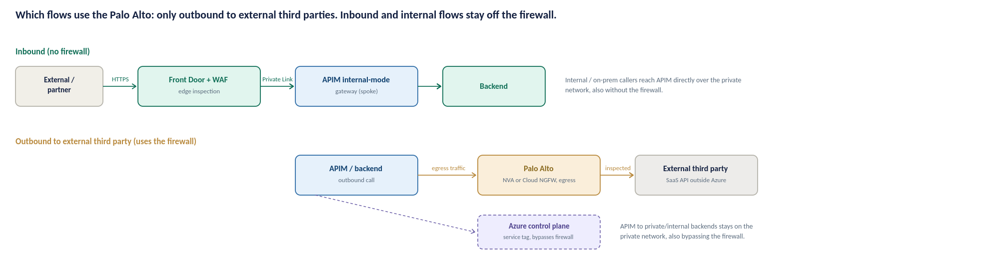 Which flows use the Palo Alto: only outbound to external third parties. Inbound and internal flows stay off the firewall.
Inbound (no firewall)
External /
partner
HTTPS
Front Door + WAF
edge inspection
Private Link
APIM internal-mode
gateway (spoke)
Backend
Internal / on-prem callers reach APIM directly over the private
network, also without the firewall.
Outbound to external third party (uses the firewall)
APIM / backend
outbound call
egress traffic
Palo Alto
NVA or Cloud NGFW, egress
inspected
External third party
SaaS API outside Azure
Azure control plane
service tag, bypasses firewall
APIM to private/internal backends stays on the
private network, also bypassing the firewall.